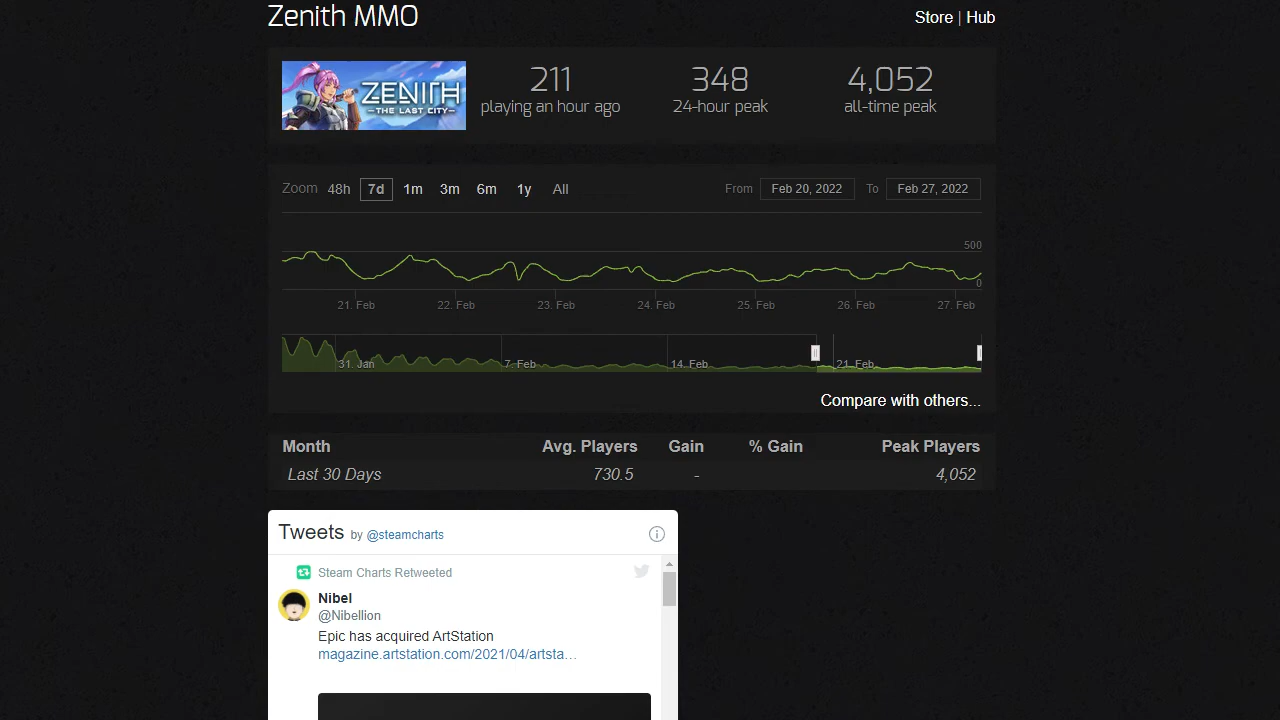 Zenith MMO
Store | Hub
ZENITH
THE LAST CITY
211
playing an hour ago
348
24-hour peak
4,052
all-time peak
Zoom 48h 7d 1m 3m 6m 1y All
From Feb 20, 2022 To Feb 27, 2022
500
0
21. Feb 22. Feb 23. Feb 24. Feb 25. Feb 26. Feb 27. Feb
31. Jan 7. Feb 14. Feb 21. Feb
Compare with others...
Month Avg. Players Gain % Gain Peak Players
Last 30 Days 730.5 - 4,052
Tweets by @steamcharts
Steam Charts Retweeted
Nibel
@Nibellion
Epic has acquired ArtStation
magazine.artstation.com/2021/04/artsta…